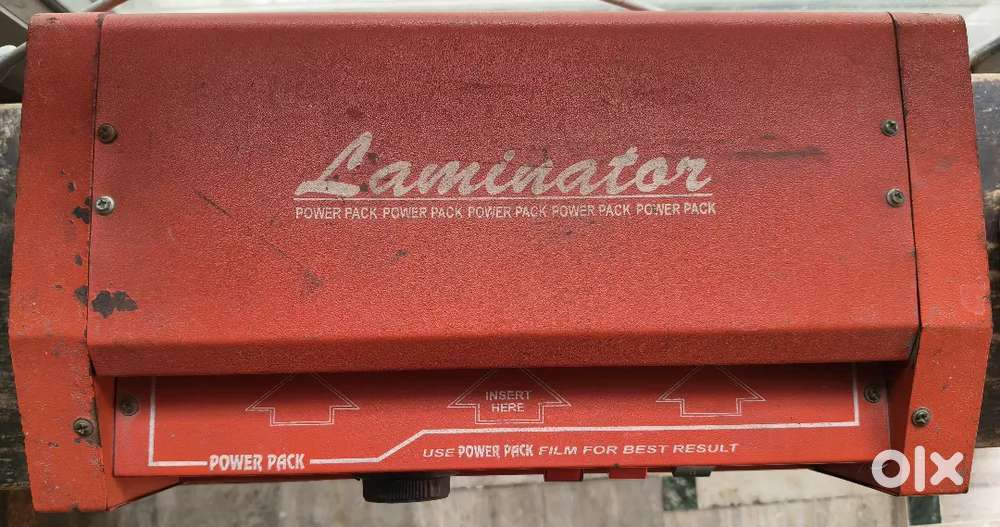 Laminator
POWER PACK POWER PACK POWER PACK POWER PACK POWER PACK
INSERT
HERE
USE POWER PACK FILM FOR BEST RESULT
POWER PACK
olx